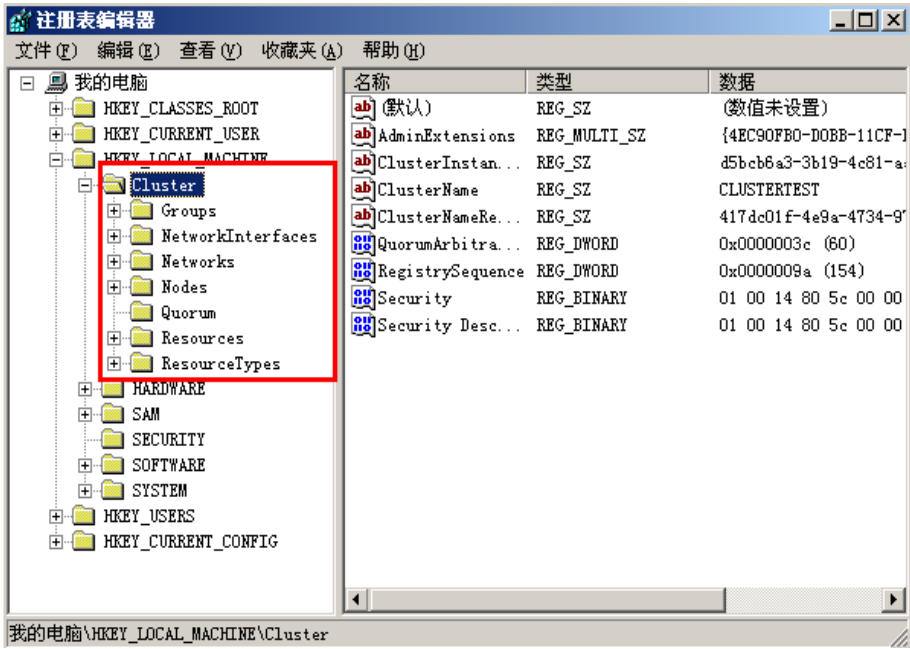 注册表编辑器
文件(F) 编辑(E) 查看(V) 收藏夹(A) 帮助(H)
我的电脑
HKEY_CLASSES_ROOT
HKEY_CURRENT_USER
HKEY_LOCAL_MACHINE
Cluster
Groups
NetworkInterfaces
Networks
Nodes
Quorum
Resources
ResourceTypes
HARDWARE
SAM
SECURITY
SOFTWARE
SYSTEM
HKEY_USERS
HKEY_CURRENT_CONFIG
名称 类型 数据
(默认) REG_SZ (数值未设置)
AdminExtensions REG_MULTI_SZ {4EC90FB0-D0BB-11CF-
ClusterInstan... REG_SZ d5bcb6a3-3b19-4c81-a
ClusterName REG_SZ CLUSTERTEST
ClusterNameRe... REG_SZ 417dc01f-4e9a-4734-9
QuorumArbitra... REG_DWORD 0x0000003c (60)
RegistrySequence REG_DWORD 0x0000009a (154)
Security REG_BINARY 01 00 14 80 5c 00 00
Security Desc... REG_BINARY 01 00 14 80 5c 00 00
我的电脑\HKEY_LOCAL_MACHINE\Cluster